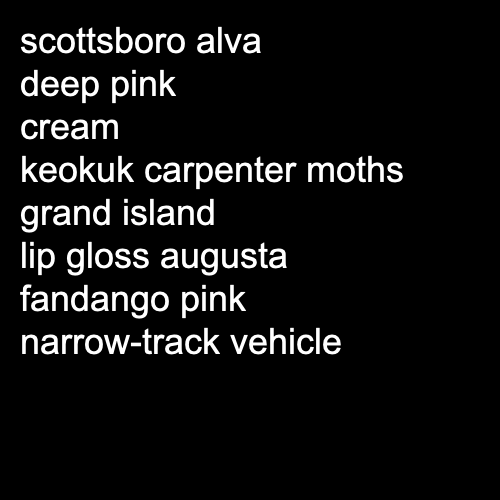 scottsboro alva
deep pink
cream
keokuk carpenter moths
grand island
lip gloss augusta
fandango pink
narrow-track vehicle